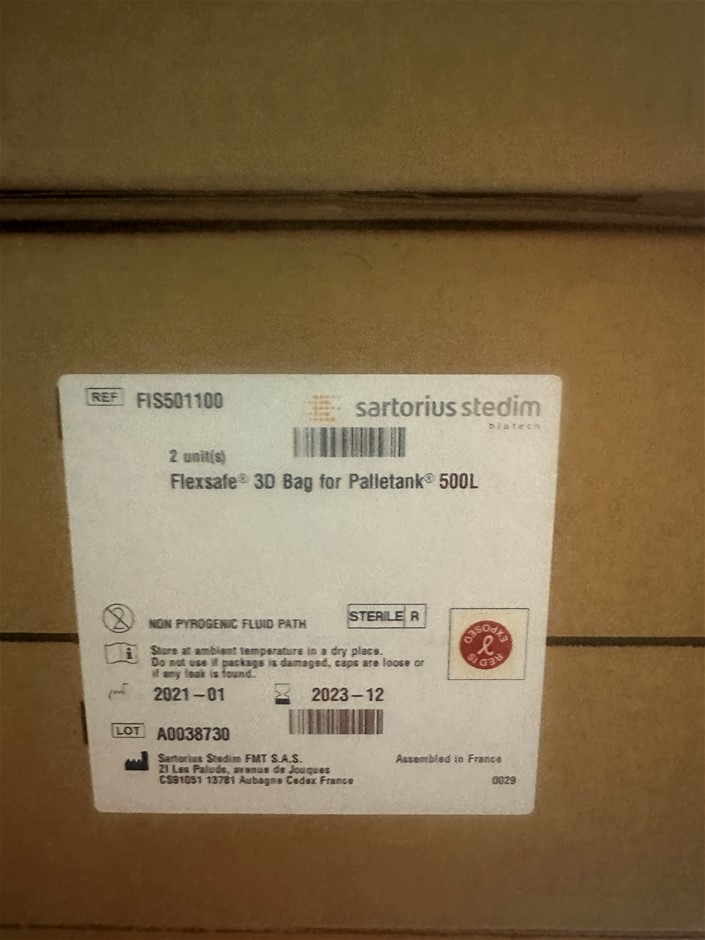 REF FIS501100
sartorius stedim
biotech
2 unit(s)
Flexsafe® 3D Bag for Palletank® 500L
NON PYROGENIC FLUID PATH
STERILE R
EXPOSED
RED IS
Store at ambient temperature in a dry place.
Do not use if package is damaged, caps are loose or
if any leak is found.
2021-01
2023-12
LOT A0038730
Sartorius Stedim FMT S.A.S.
ZI Les Paluds, avenue de Jouques
CS91051 13781 Aubagne Cedex France
Assembled in France
0029